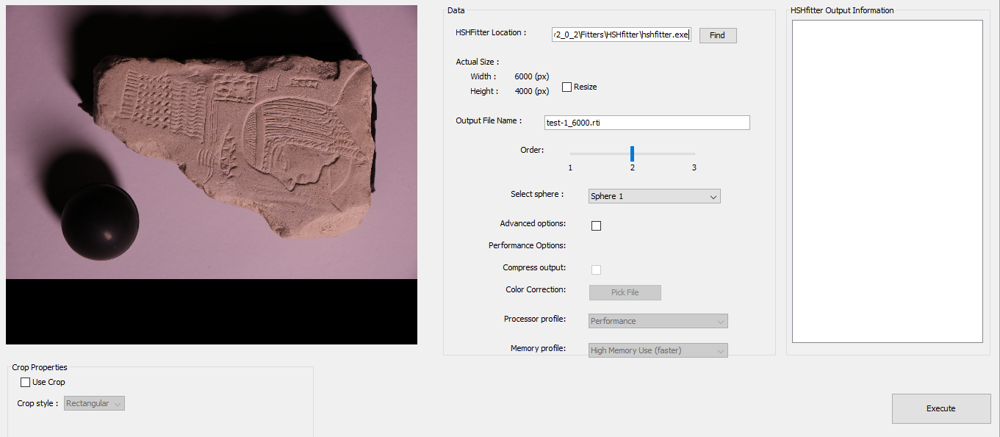 Data
HSHFitter Location :
v2_0_2\Fitters\HSHfitter\hshfitter.exe
Find
Actual Size :
Width : 6000 (px)
Height : 4000 (px)
Resize
Output File Name :
test-1_6000.rti
Order:
1 2 3
Select sphere :
Sphere 1
Advanced options:
Performance Options:
Compress output:
Color Correction:
Pick File
Processor profile:
Performance
Memory profile:
High Memory Use (faster)
HSHfitter Output Information
Crop Properties
Use Crop
Crop style :
Rectangular
Execute